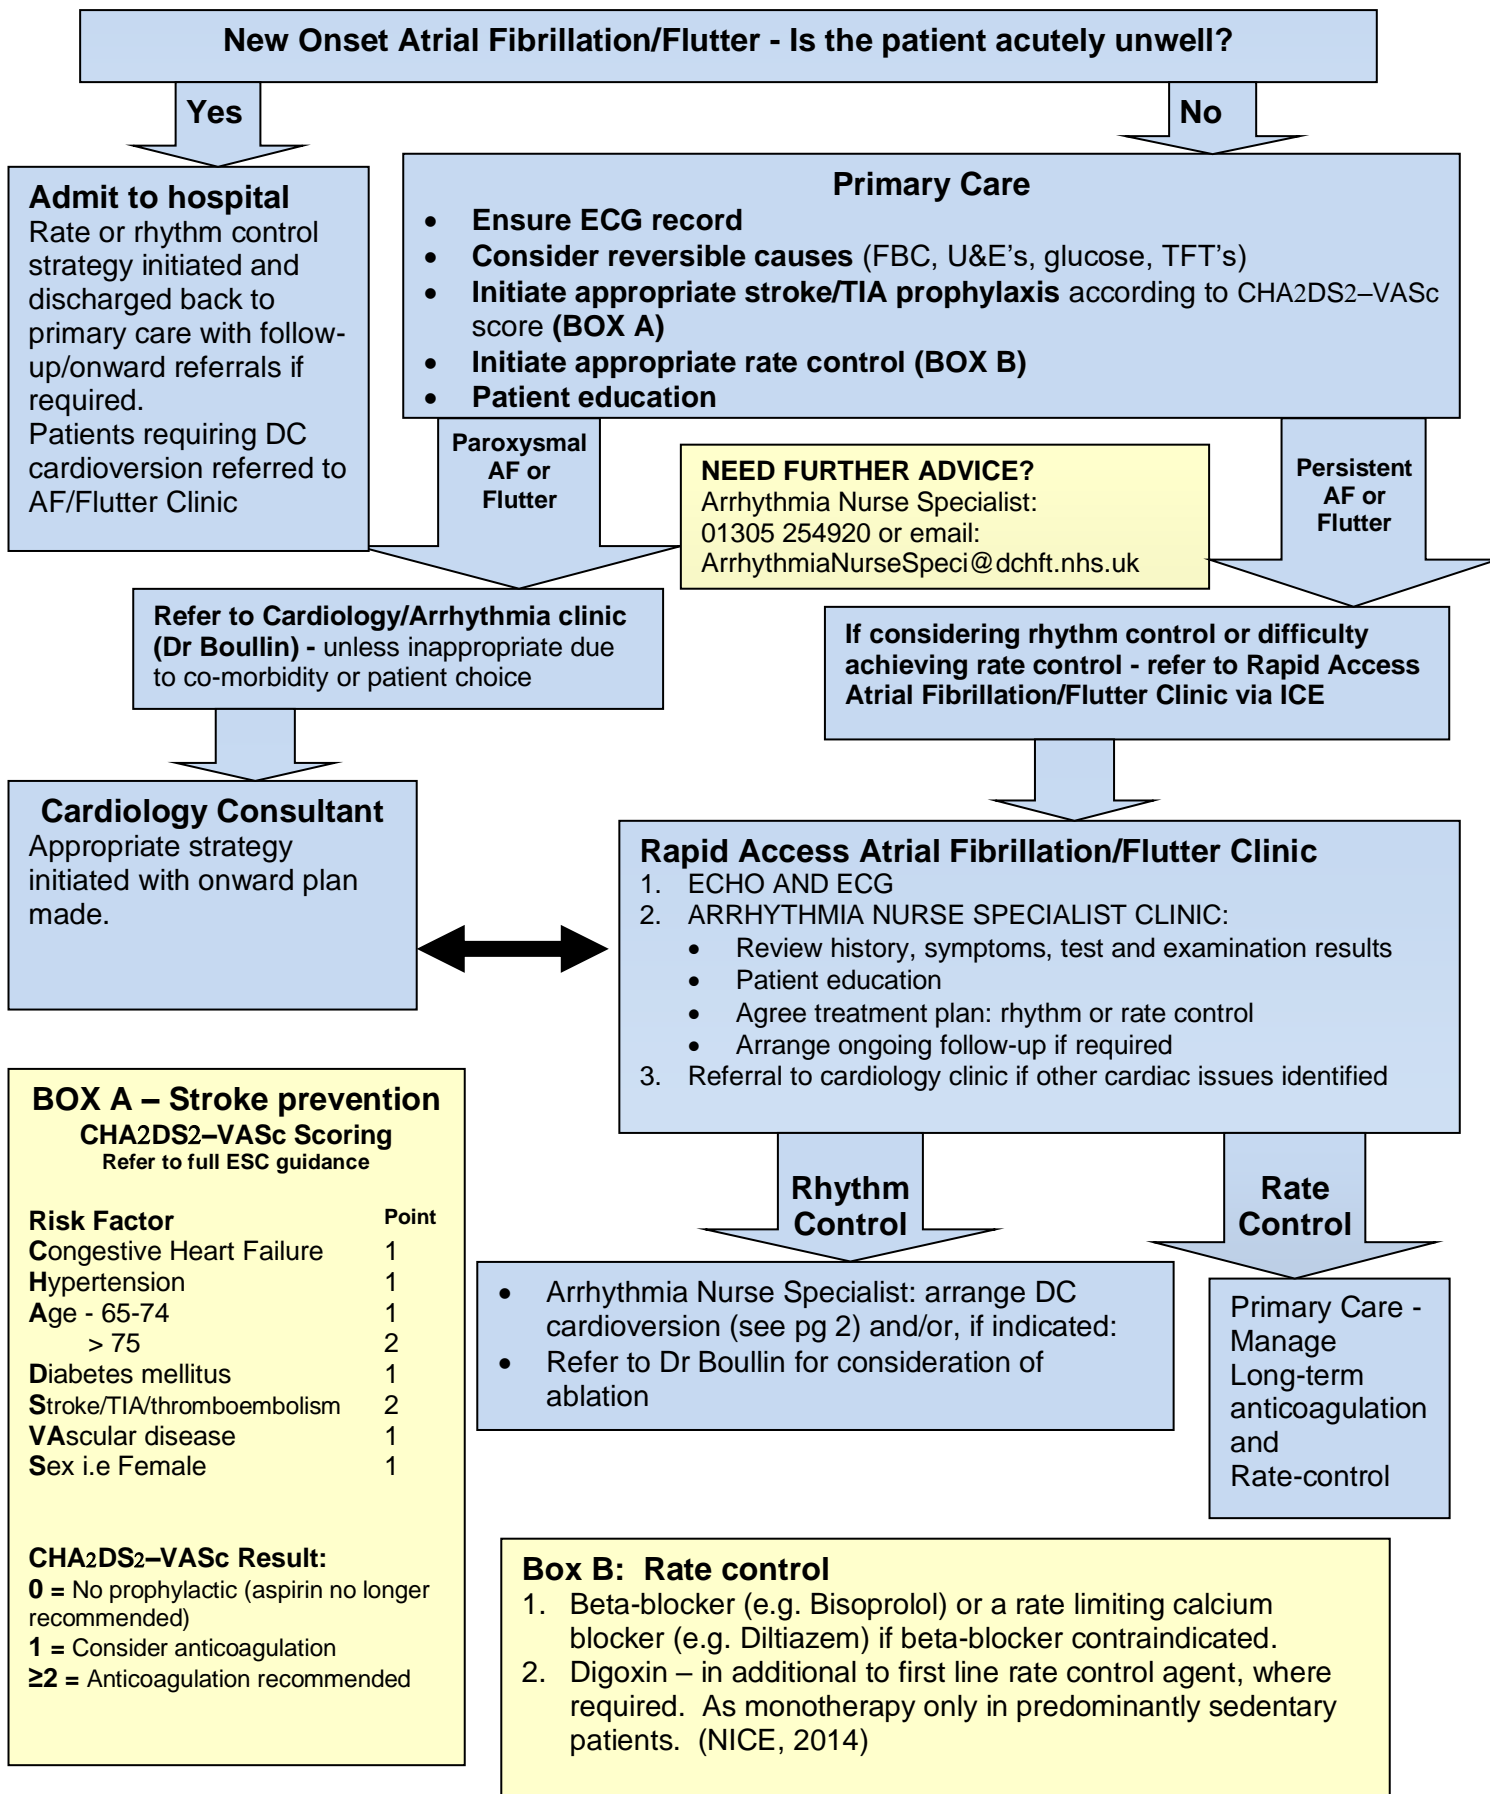 New Onset Atrial Fibrillation/Flutter - Is the patient acutely unwell?
Yes
No
Admit to hospital
Rate or rhythm control
strategy initiated and
discharged back to
primary care with follow-
up/onward referrals if
required.
Patients requiring DC
cardioversion referred to
AF/Flutter Clinic
Primary Care
• Ensure ECG record
• Consider reversible causes (FBC, U&E's, glucose, TFT's)
• Initiate appropriate stroke/TIA prophylaxis according to CHA2DS2–VASc
score (BOX A)
• Initiate appropriate rate control (BOX B)
• Patient education
Paroxysmal
AF or
Flutter
NEED FURTHER ADVICE?
Arrhythmia Nurse Specialist:
01305 254920 or email:
ArrhythmiaNurseSpeci@dchft.nhs.uk
Persistent
AF or
Flutter
Refer to Cardiology/Arrhythmia clinic
(Dr Boullin) - unless inappropriate due
to co-morbidity or patient choice
If considering rhythm control or difficulty
achieving rate control - refer to Rapid Access
Atrial Fibrillation/Flutter Clinic via ICE
Cardiology Consultant
Appropriate strategy
initiated with onward plan
made.
Rapid Access Atrial Fibrillation/Flutter Clinic
1. ECHO AND ECG
2. ARRHYTHMIA NURSE SPECIALIST CLINIC:
• Review history, symptoms, test and examination results
• Patient education
• Agree treatment plan: rhythm or rate control
• Arrange ongoing follow-up if required
3. Referral to cardiology clinic if other cardiac issues identified
Rhythm
Control
Rate
Control
• Arrhythmia Nurse Specialist: arrange DC
cardioversion (see pg 2) and/or, if indicated:
• Refer to Dr Boullin for consideration of
ablation
Primary Care -
Manage
Long-term
anticoagulation
and
Rate-control
BOX A – Stroke prevention
CHA2DS2–VASc Scoring
Refer to full ESC guidance
Risk Factor Point
Congestive Heart Failure 1
Hypertension 1
Age - 65-74 1
> 75 2
Diabetes mellitus 1
Stroke/TIA/thromboembolism 2
VAscular disease 1
Sex i.e Female 1
CHA2DS2–VASc Result:
0 = No prophylactic (aspirin no longer
recommended)
1 = Consider anticoagulation
≥2 = Anticoagulation recommended
Box B: Rate control
1. Beta-blocker (e.g. Bisoprolol) or a rate limiting calcium
blocker (e.g. Diltiazem) if beta-blocker contraindicated.
2. Digoxin – in additional to first line rate control agent, where
required. As monotherapy only in predominantly sedentary
patients. (NICE, 2014)